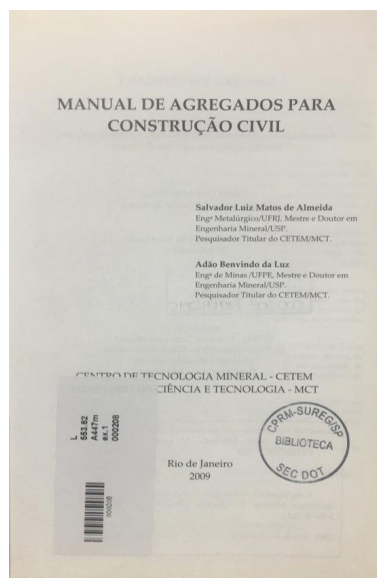 MANUAL DE AGREGADOS PARA
CONSTRUÇÃO CIVIL
Salvador Luiz Matos de Almeida
Engº Metalúrgico/UFRJ, Mestre e Doutor em
Engenharia Mineral/USP.
Pesquisador Titular do CETEM/MCT.
Adão Benvindo da Luz
Engº de Minas /UFPE, Mestre e Doutor em
Engenharia Mineral/USP.
Pesquisador Titular do CETEM/MCT.
CENTRO DE TECNOLOGIA MINERAL - CETEM
CIÊNCIA E TECNOLOGIA - MCT
L
553.62
A447m
ex.1
000208
000208
CPRM-SUREG/SP
BIBLIOTECA
SEC DOT
Rio de Janeiro
2009